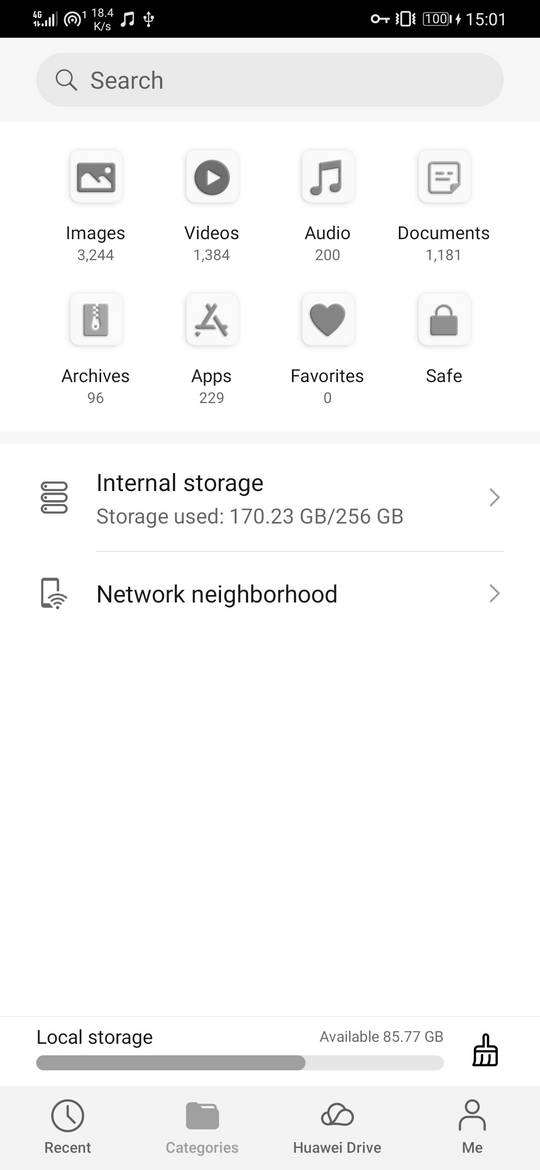 4G 1 18.4 K/s 100 15:01
Search
Images Videos Audio Documents
3,244 1,384 200 1,181
Archives Apps Favorites Safe
96 229 0
Internal storage
Storage used: 170.23 GB/256 GB
Network neighborhood
Local storage Available 85.77 GB
Recent Categories Huawei Drive Me